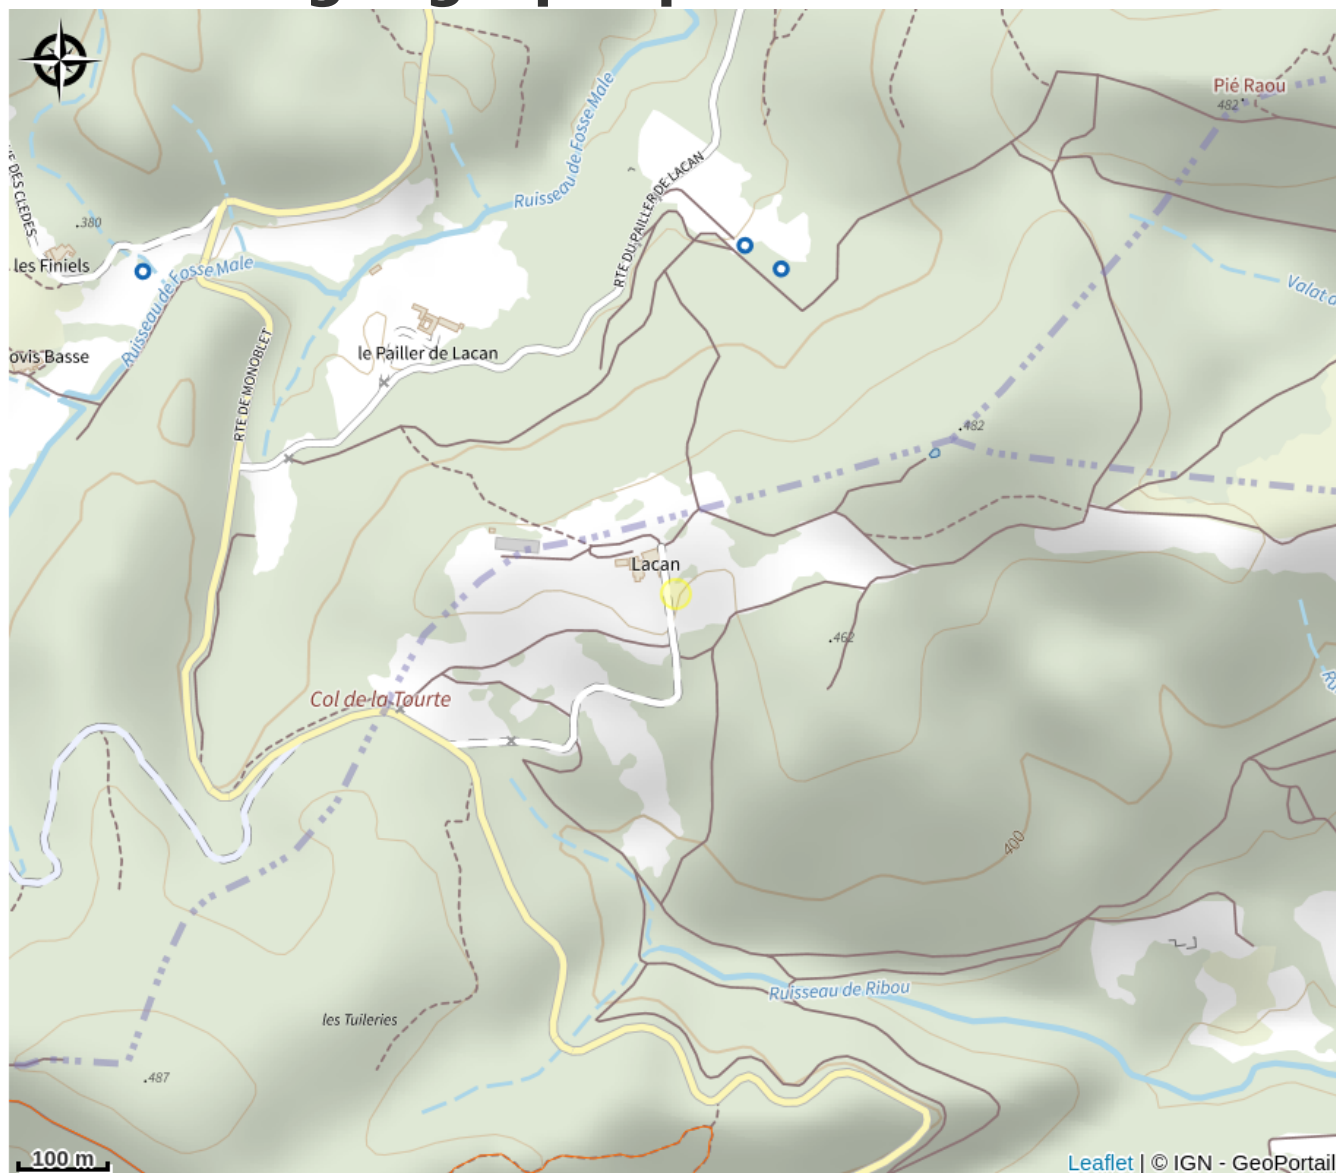 Pié Raou
482
Ruisseau de Fosse Male
RTE DU PAILLER DE LACAN
DES CLEDES
380
les Finiels
Ruisseau de Fosse Male
Valat d
ovis Basse
le Pailler de Lacan
RTE DE MONOBLET
482
Lacan
462
Col de la Tourte
400
Ruisseau de Ribou
les Tuileries
487
100 m
Leaflet | © IGN - GeoPortail